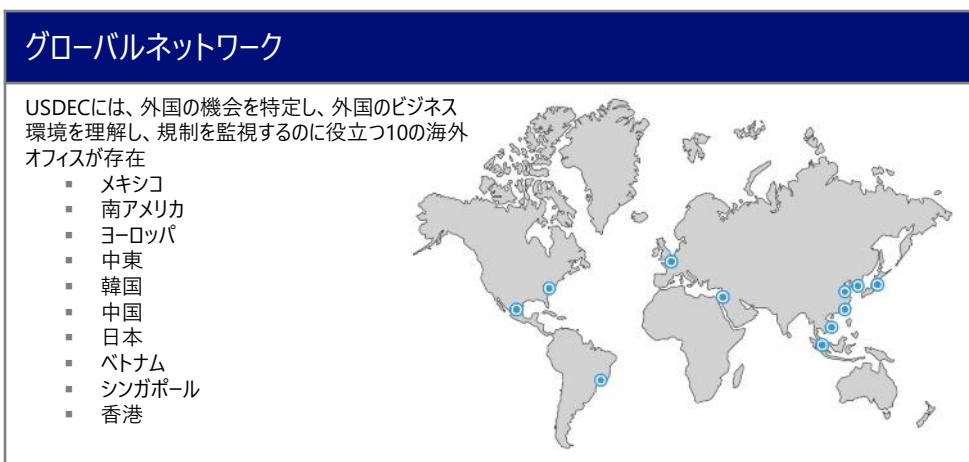 グローバルネットワーク
USDECには、外国の機会を特定し、外国のビジネス
環境を理解し、規制を監視するのに役立つ10の海外
オフィスが存在
▪ メキシコ
▪ 南アメリカ
▪ ヨーロッパ
▪ 中東
▪ 韓国
▪ 中国
▪ 日本
▪ ベトナム
▪ シンガポール
▪ 香港